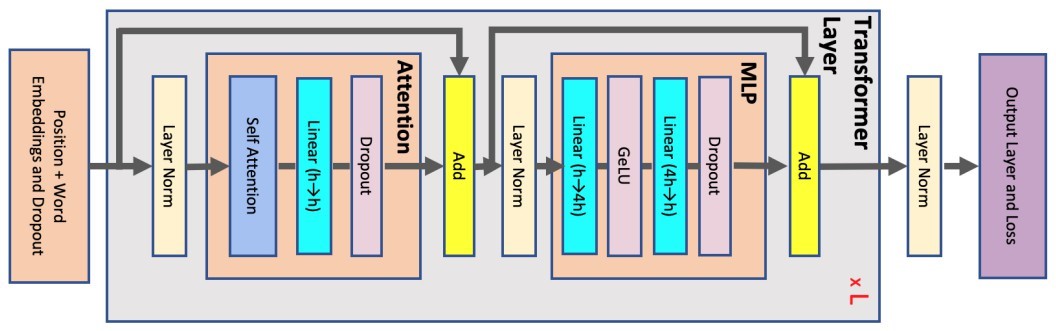 Position + Word
Embeddings and Dropout
Layer Norm
Self Attention
Linear (h→h)
Dropout
Attention
Add
Layer Norm
Linear (h→4h)
GeLU
Linear (4h→h)
Dropout
MLP
Add
Transformer
Layer
x L
Layer Norm
Output Layer and Loss